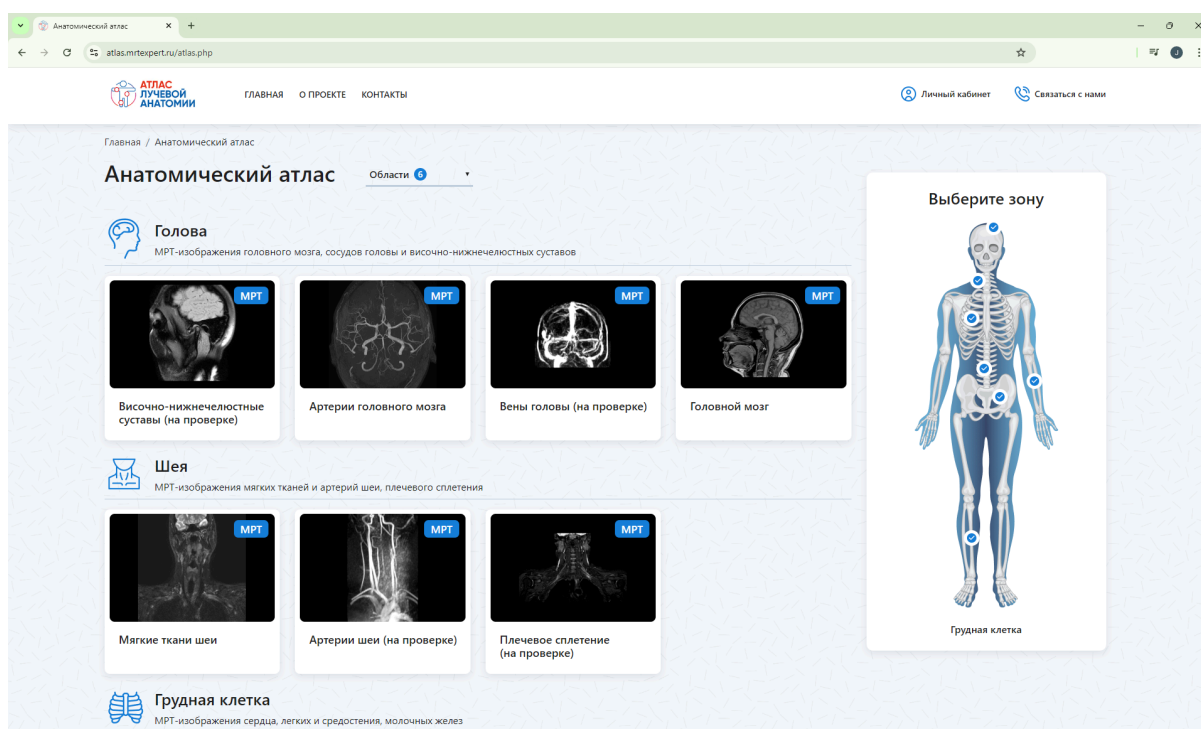 Анатомический атлас
atlas.mrtexpert.ru/atlas.php
J
АТЛАС
ЛУЧЕВОЙ
АНАТОМИИ
ГЛАВНАЯ О ПРОЕКТЕ КОНТАКТЫ
Личный кабинет
Связаться с нами
Главная / Анатомический атлас
Анатомический атлас
Области 6
Голова
МРТ-изображения головного мозга, сосудов головы и височно-нижнечелюстных суставов
МРТ
МРТ
МРТ
МРТ
Височно-нижнечелюстные
суставы (на проверке)
Артерии головного мозга
Вены головы (на проверке)
Головной мозг
Шея
МРТ-изображения мягких тканей и артерий шеи, плечевого сплетения
МРТ
МРТ
МРТ
Мягкие ткани шеи
Артерии шеи (на проверке)
Плечевое сплетение
(на проверке)
Грудная клетка
МРТ-изображения сердца, легких и средостения, молочных желез
Выберите зону
Грудная клетка